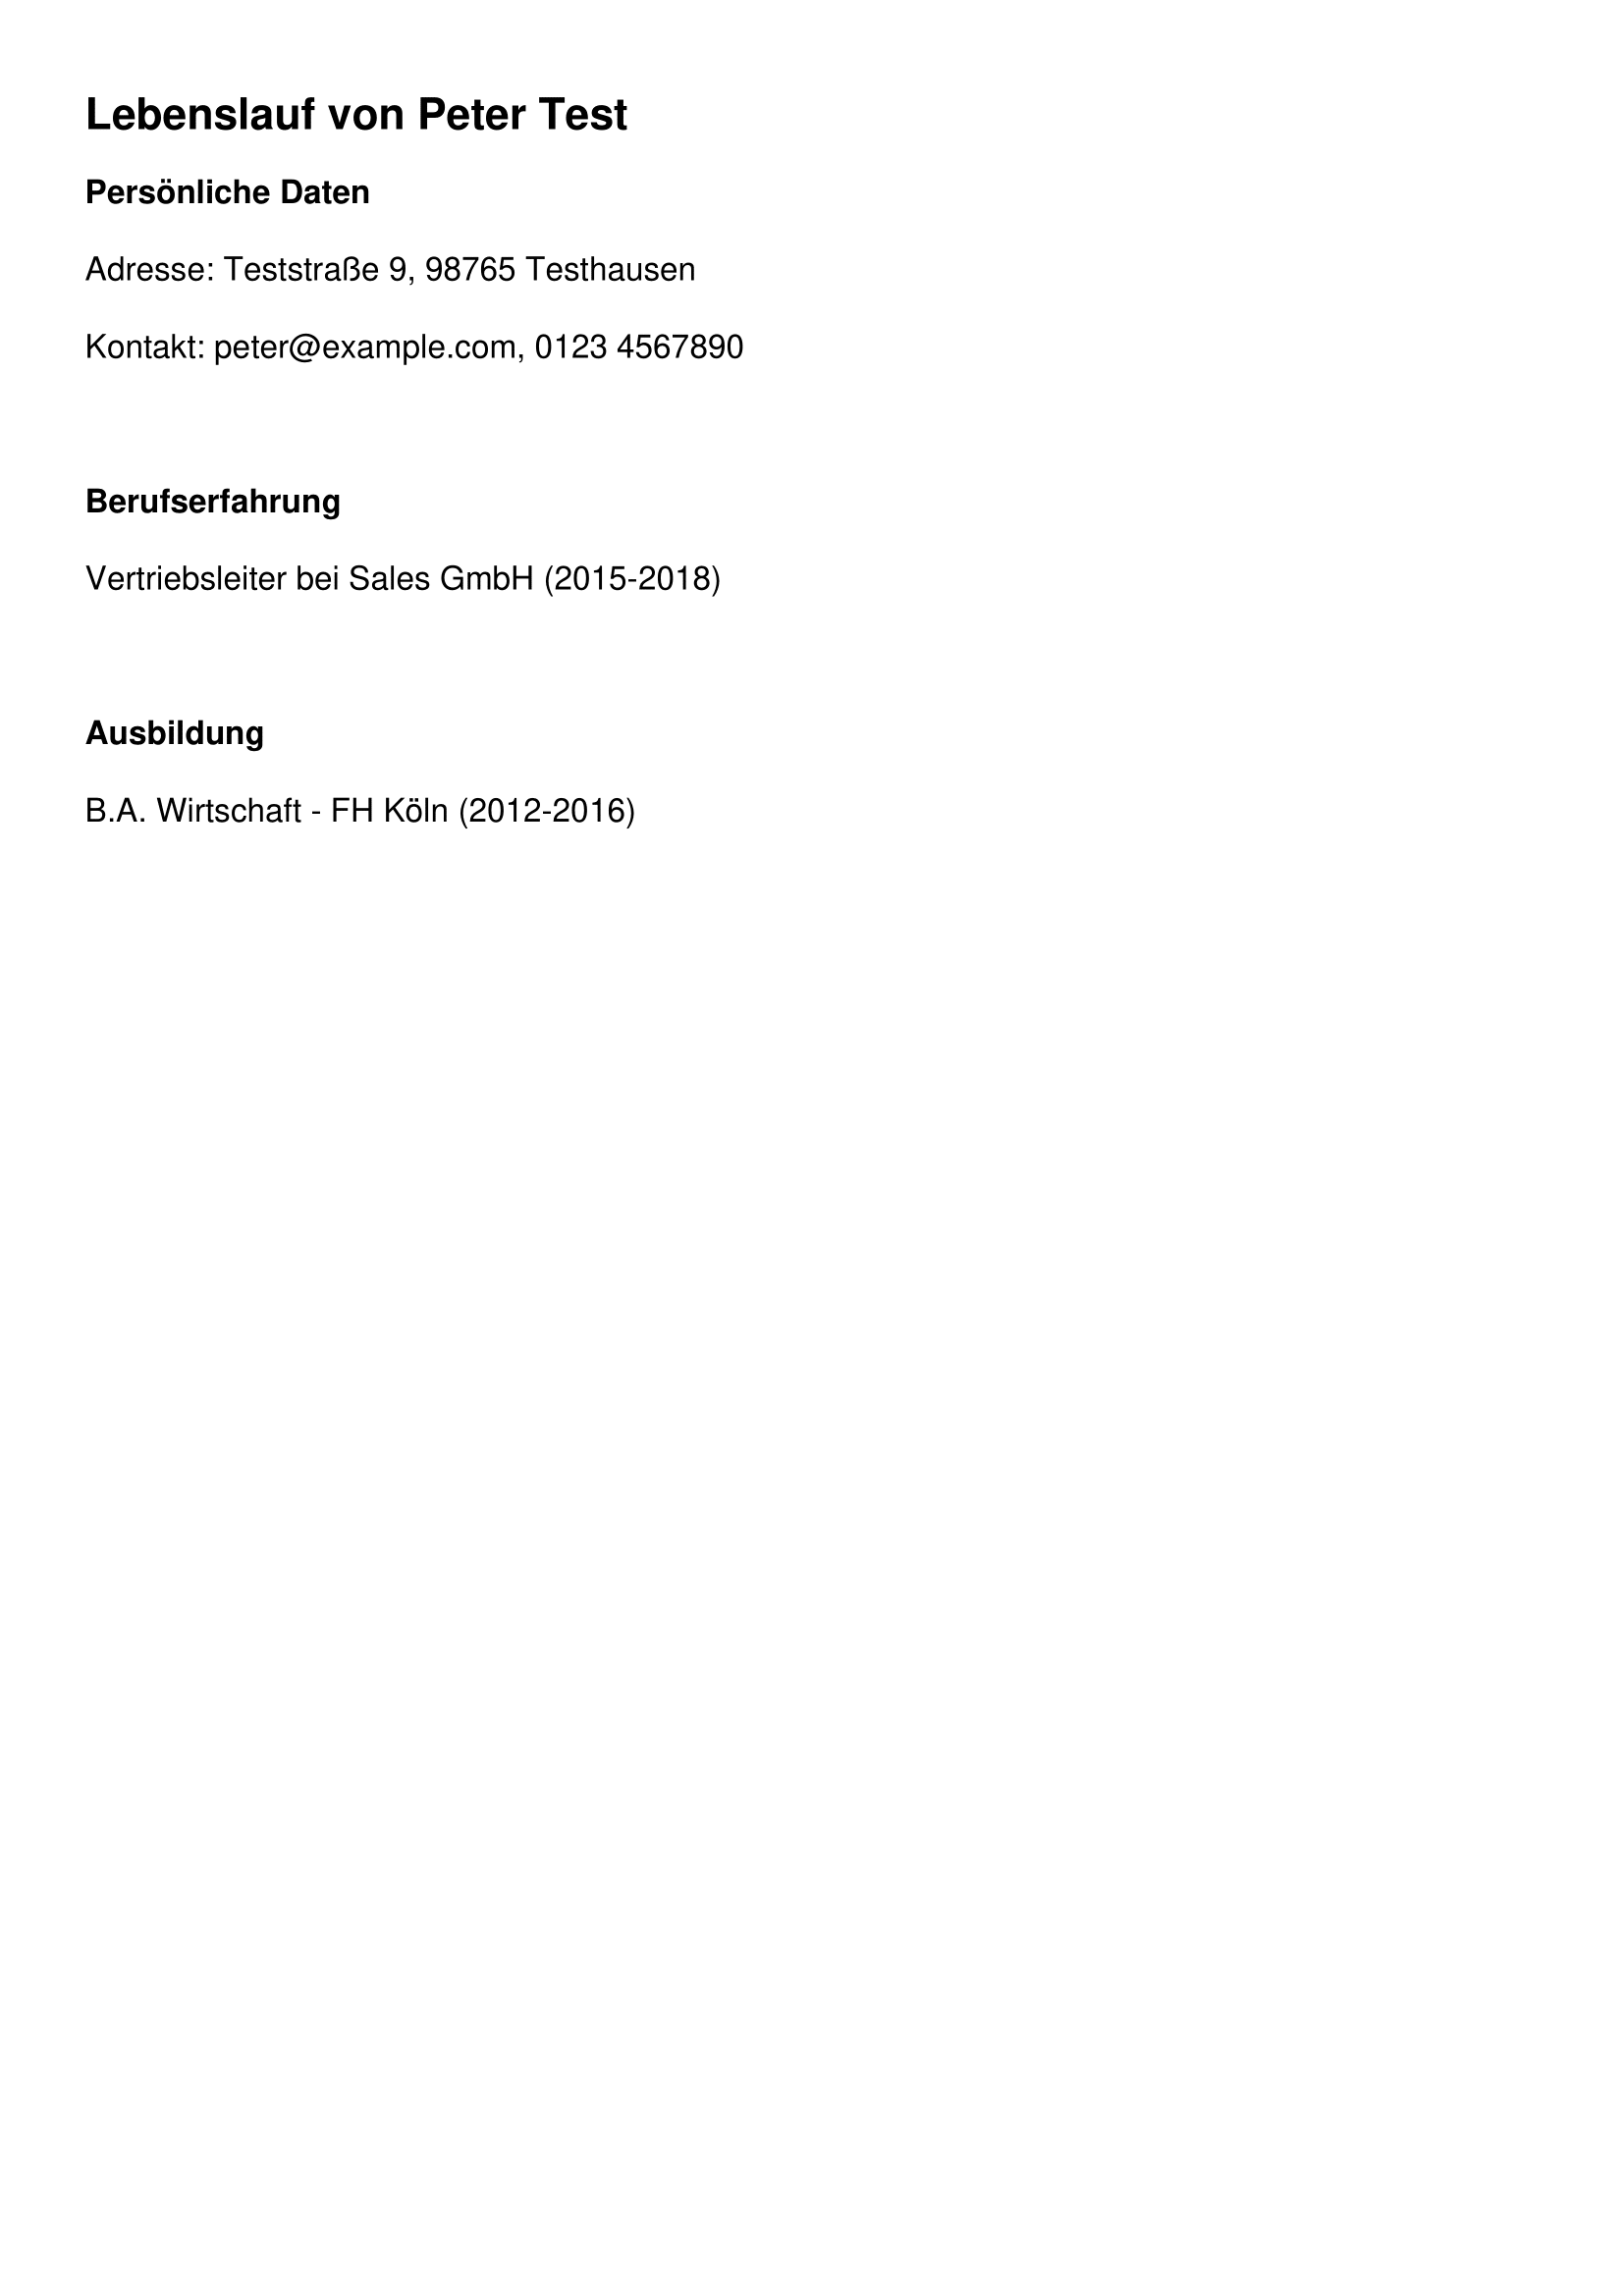 Lebenslauf von Peter Test
Persönliche Daten
Adresse: Teststraße 9, 98765 Testhausen
Kontakt: peter@example.com, 0123 4567890
Berufserfahrung
Vertriebsleiter bei Sales GmbH (2015-2018)
Ausbildung
B.A. Wirtschaft - FH Köln (2012-2016)